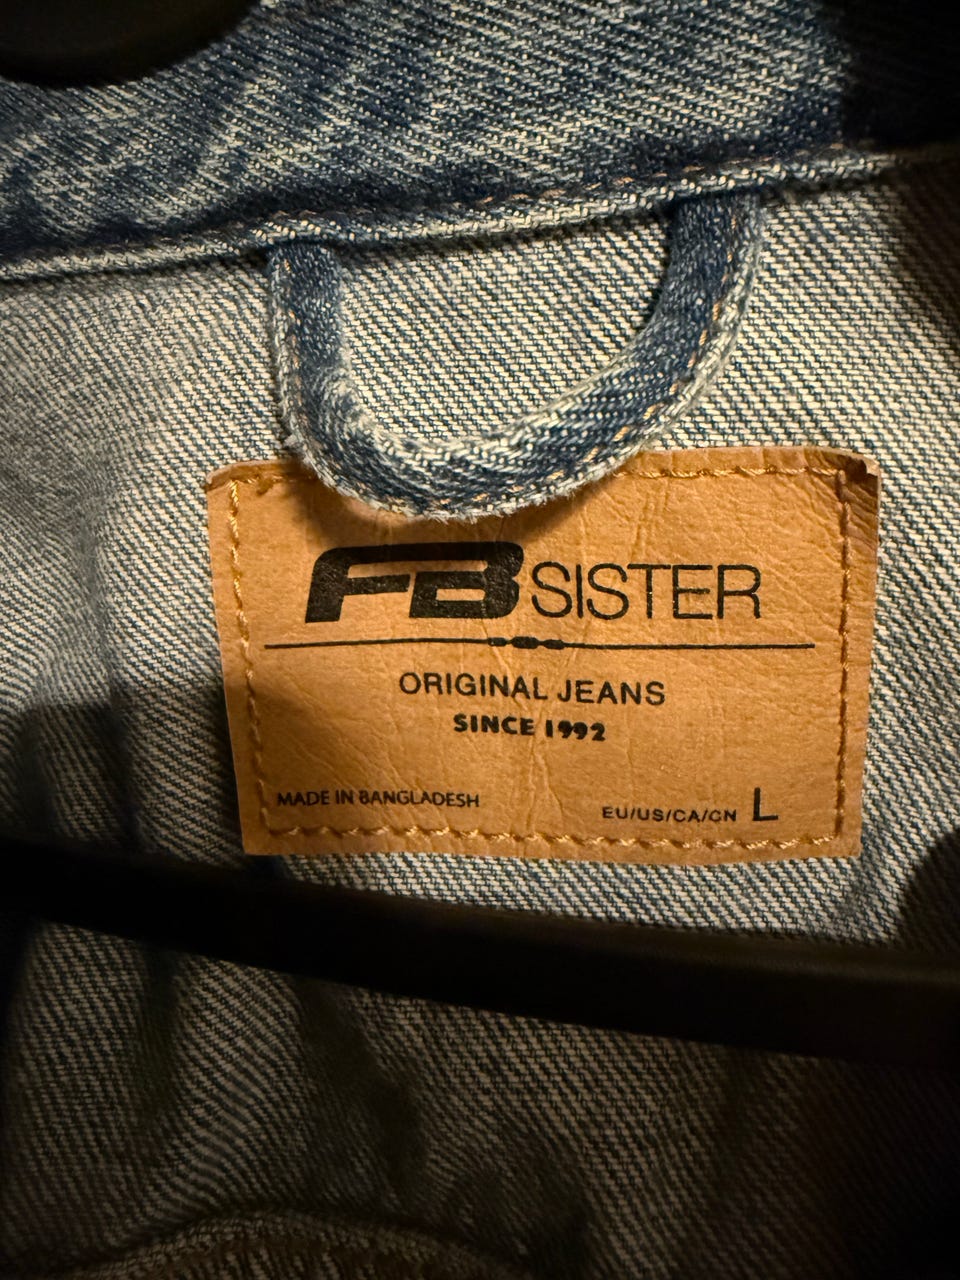 FB SISTER
ORIGINAL JEANS
SINCE 1992
MADE IN BANGLADESH
EU/US/CA/CN L